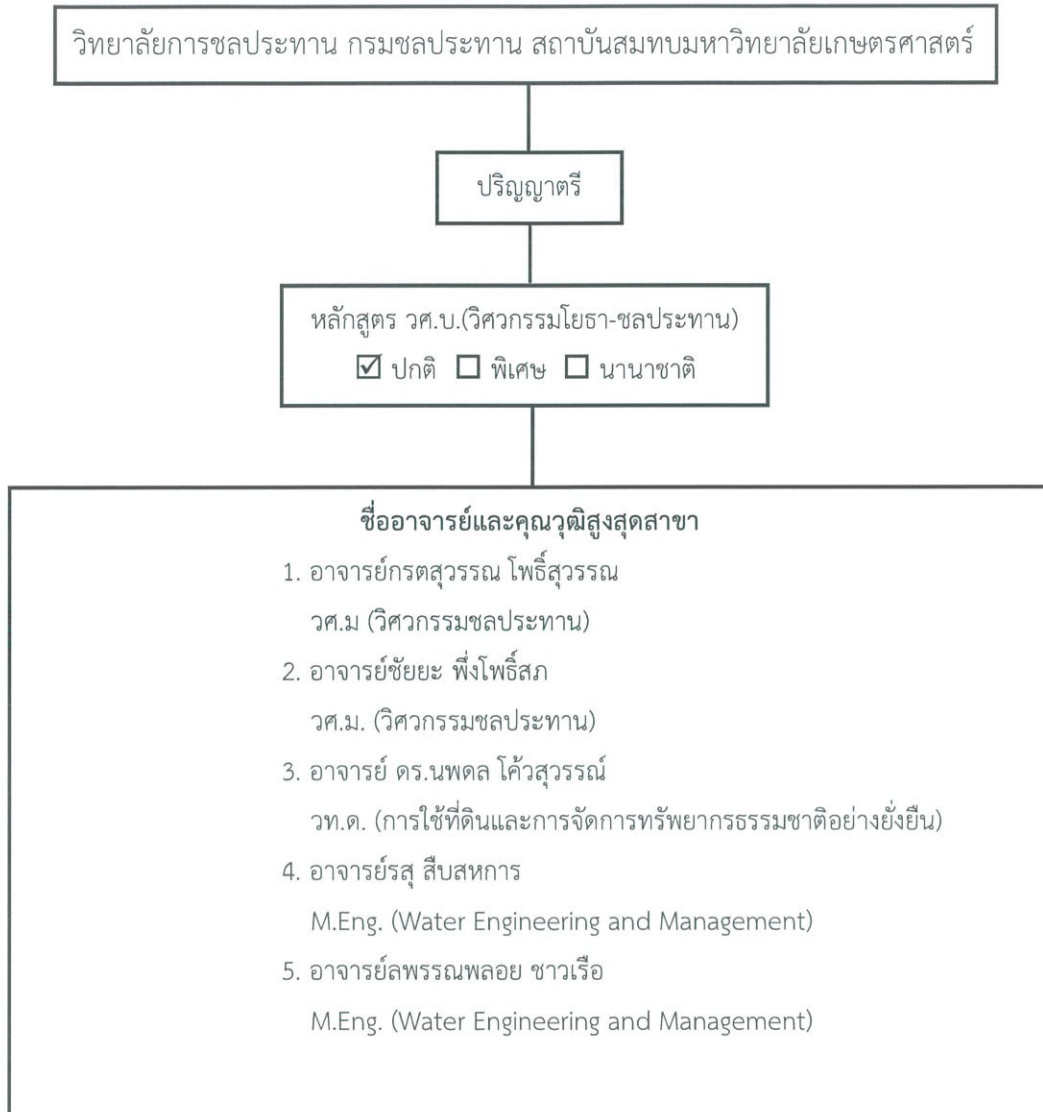 วิทยาลัยการชลประทาน กรมชลประทาน สถาบันสมทบมหาวิทยาลัยเกษตรศาสตร์
ปริญญาตรี
หลักสูตร วศ.บ.(วิศวกรรมโยธา-ชลประทาน)
☑ ปกติ ☐ พิเศษ ☐ นานาชาติ
ชื่ออาจารย์และคุณวุฒิสูงสุดสาขา
1. อาจารย์กรตสุวรรณ โพธิ์สุวรรณ
วศ.ม (วิศวกรรมชลประทาน)
2. อาจารย์ชัยยะ พึ่งโพธิ์สภ
วศ.ม. (วิศวกรรมชลประทาน)
3. อาจารย์ ดร.นพดล โค้วสุวรรณ์
วท.ด. (การใช้ที่ดินและการจัดการทรัพยากรธรรมชาติอย่างยั่งยืน)
4. อาจารย์รสุ สืบสหการ
M.Eng. (Water Engineering and Management)
5. อาจารย์ลพรรณพลอย ชาวเรือ
M.Eng. (Water Engineering and Management)